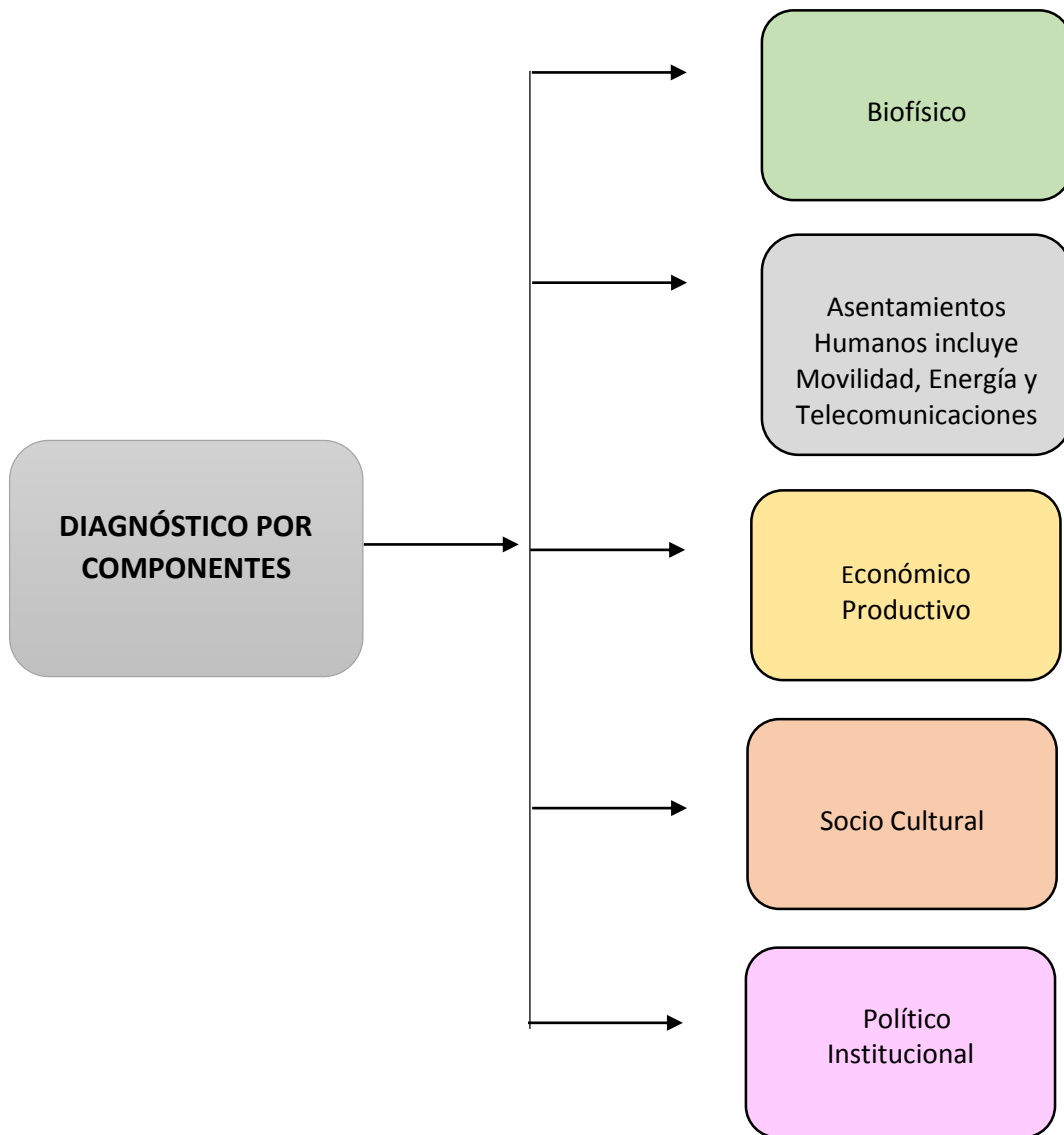 Biofísico
Asentamientos
Humanos incluye
Movilidad, Energía y
Telecomunicaciones
DIAGNÓSTICO POR
COMPONENTES
Económico
Productivo
Socio Cultural
Político
Institucional